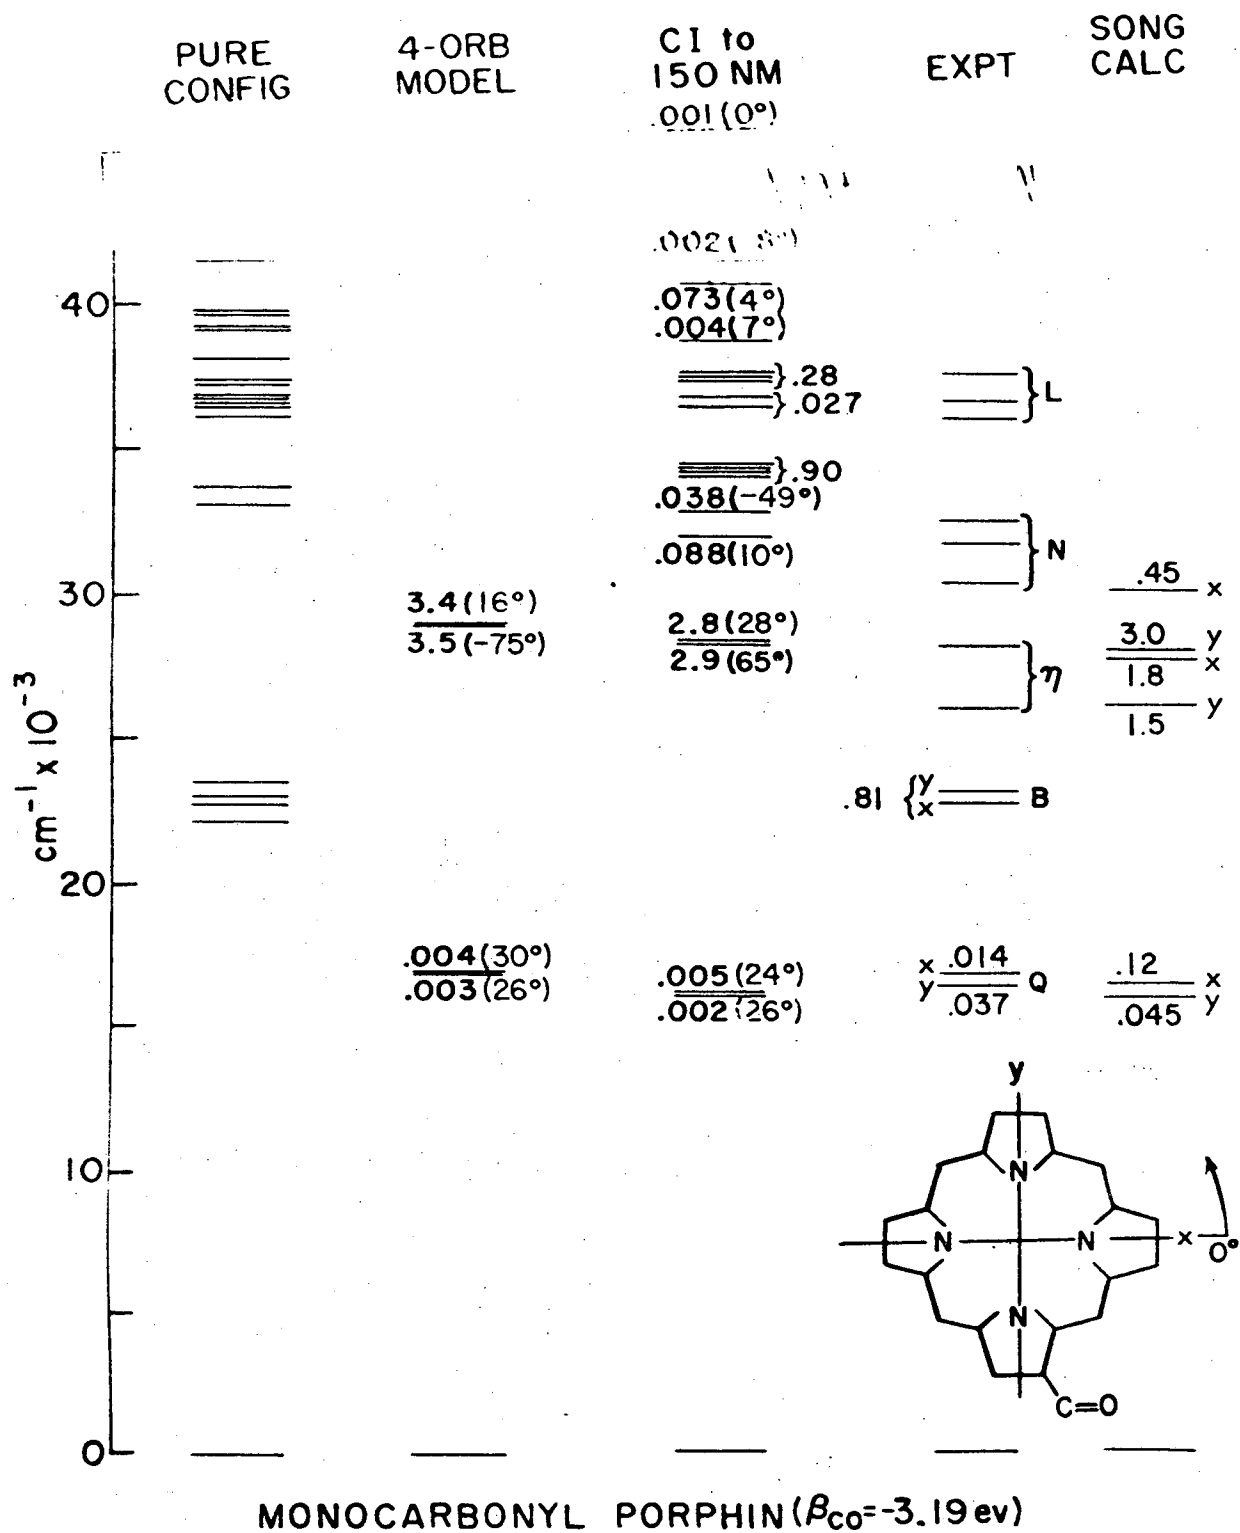 PURE CONFIG
4-ORB MODEL
CI to 150 NM
EXPT
SONG CALC
.001(0°)
40
.073(4°)
.004(7°)
}.28
}.027
}L
}.90
.038(-49°)
.088(10°)
}N
30
3.4(16°)
3.5(-75°)
2.8(28°)
2.9(65°)
}η
.45 x
3.0 y
x
1.8
y
1.5
cm⁻¹ x 10⁻³
.81 {y x
B
20
.004(30°)
.003(26°)
.005(24°)
.002(26°)
x .014
y
.037
Q
.12 x
y
.045
10
y
N
N
N
x
0°
N
C=O
0
MONOCARBONYL PORPHIN (βCO=-3.19 ev)